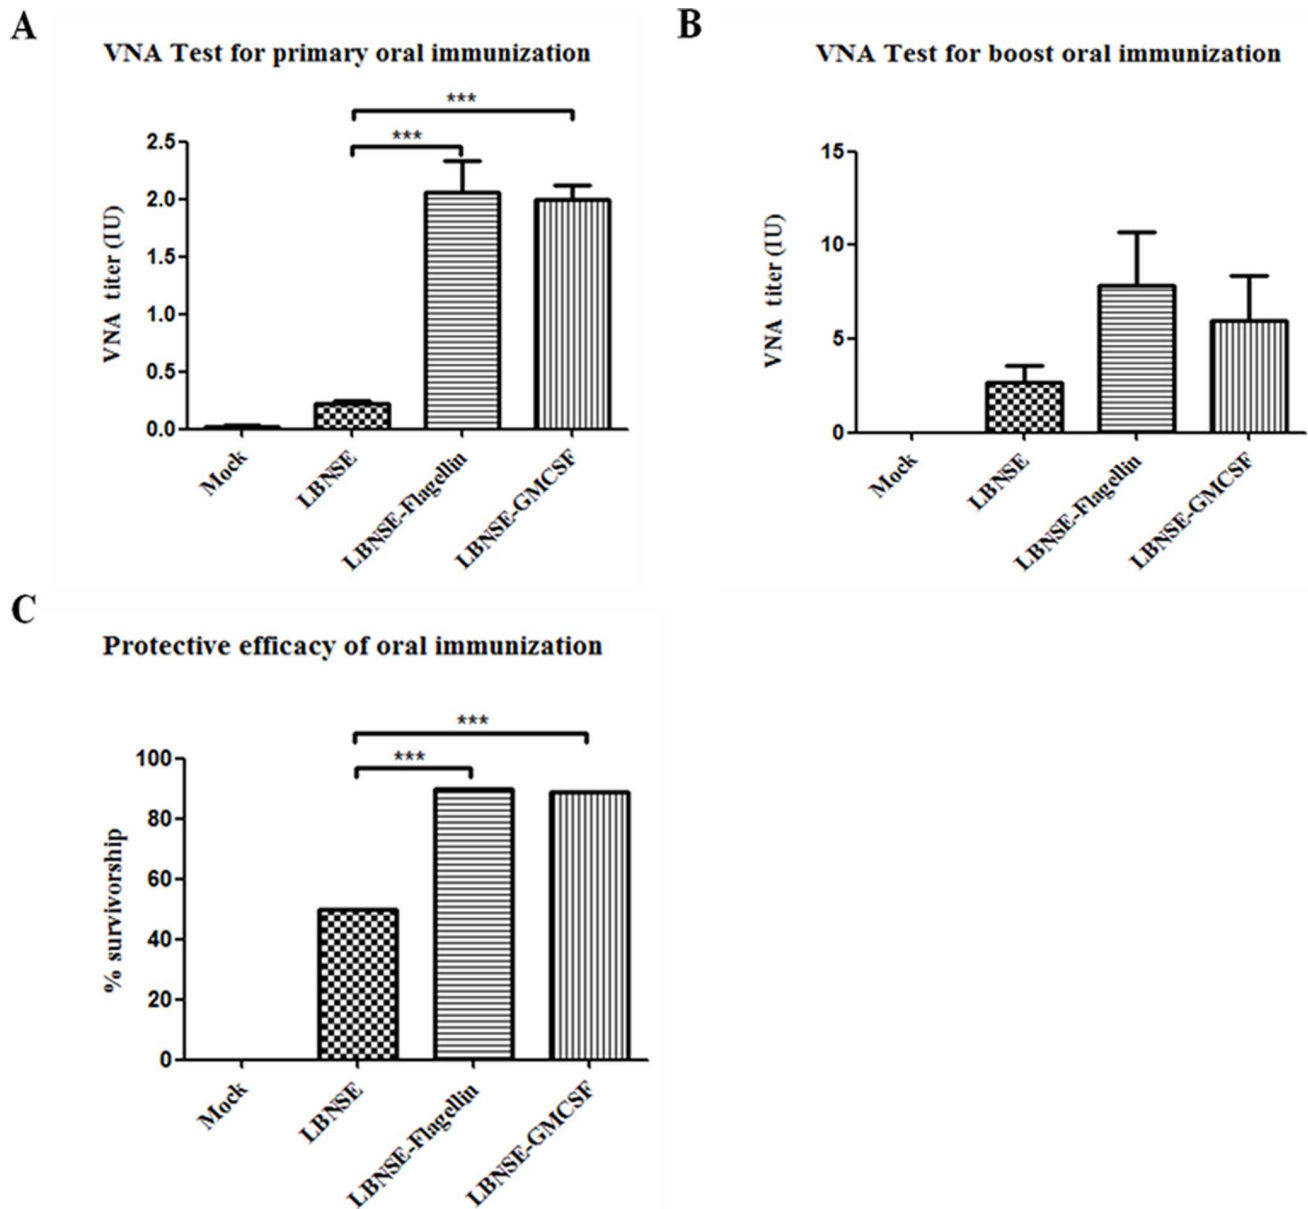 A
VNA Test for primary oral immunization
***
***
2.5
2.0
1.5
1.0
0.5
0.0
VNA titer (IU)
Mock
LBNSE
LBNSE-Flagellin
LBNSE-GMCSF
B
VNA Test for boost oral immunization
15
10
5
0
VNA titer (IU)
Mock
LBNSE
LBNSE-Flagellin
LBNSE-GMCSF
C
Protective efficacy of oral immunization
***
***
100
80
60
40
20
0
% survivorship
Mock
LBNSE
LBNSE-Flagellin
LBNSE-GMCSF